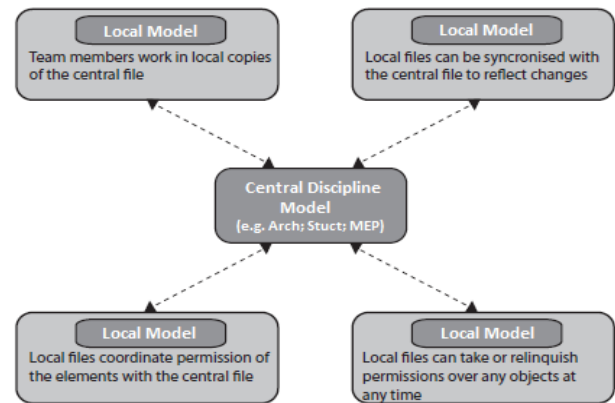 Local Model
Team members work in local copies
of the central file
Local Model
Local files can be syncronised with
the central file to reflect changes
Central Discipline
Model
(e.g. Arch; Stuct; MEP)
Local Model
Local files coordinate permission of
the elements with the central file
Local Model
Local files can take or relinquish
permissions over any objects at
any time